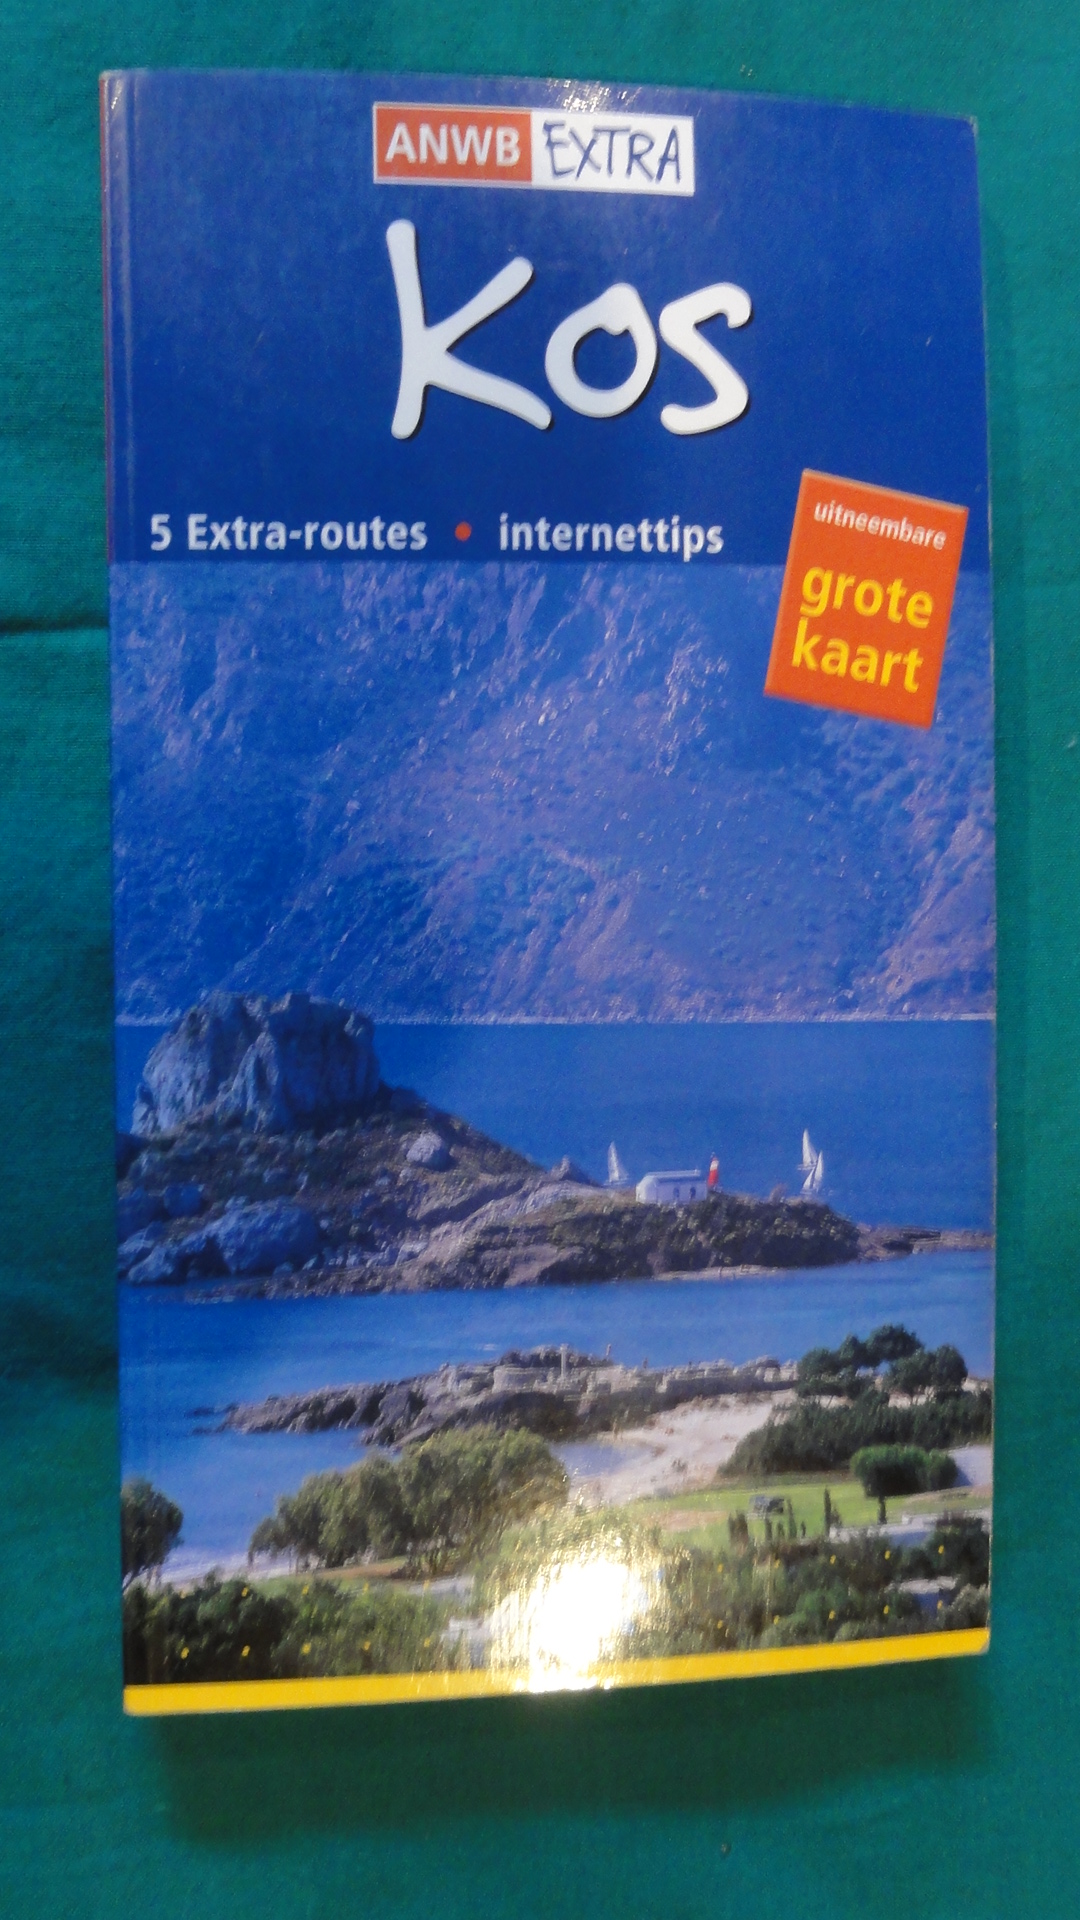 ANWB EXTRA
Kos
5 Extra-routes • internettips
uitneembare
grote
kaart